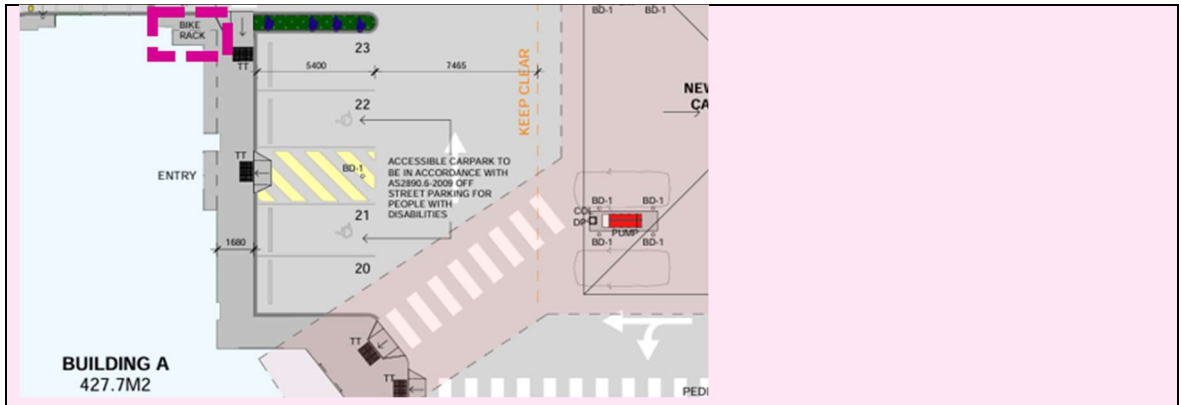 BD-1
BD-1
BIKE
RACK
TT
23
5400
7465
KEEP CLEAR
22
TT
ENTRY
BD-1
ACCESSIBLE CARPARK TO
BE IN ACCORDANCE WITH
AS2890.6-2009 OFF
STREET PARKING FOR
PEOPLE WITH
DISABILITIES
21
1680
20
BD-1
BD-1
DP
PUMP
BD-1
BD-1
TT
TT
BUILDING A
427.7M2